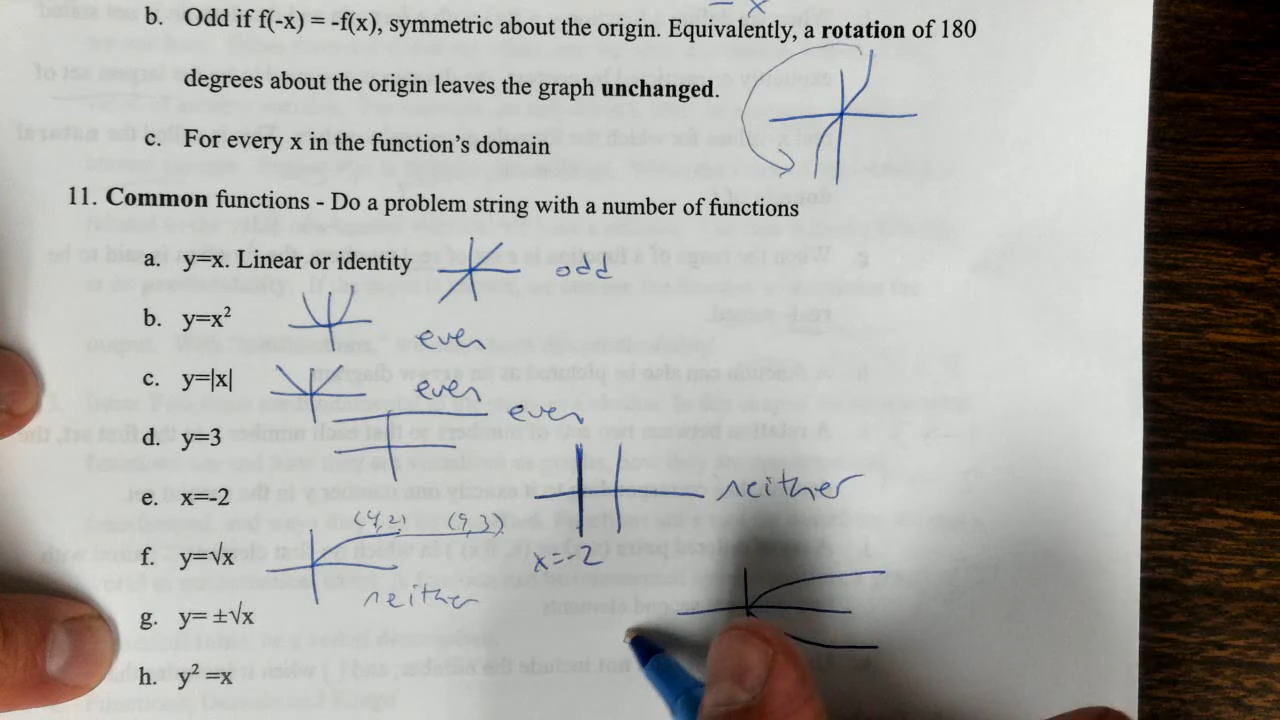 - x
b. Odd if f(-x) = -f(x), symmetric about the origin. Equivalently, a rotation of 180
degrees about the origin leaves the graph unchanged.
c. For every x in the function's domain
11. Common functions - Do a problem string with a number of functions
a. y=x. Linear or identity odd
b. y=x² even
c. y=|x| even
d. y=3 even
e. x=-2 neither
(4,2) (9,3)
f. y=√x x=-2
neither
g. y= ±√x
h. y² =x